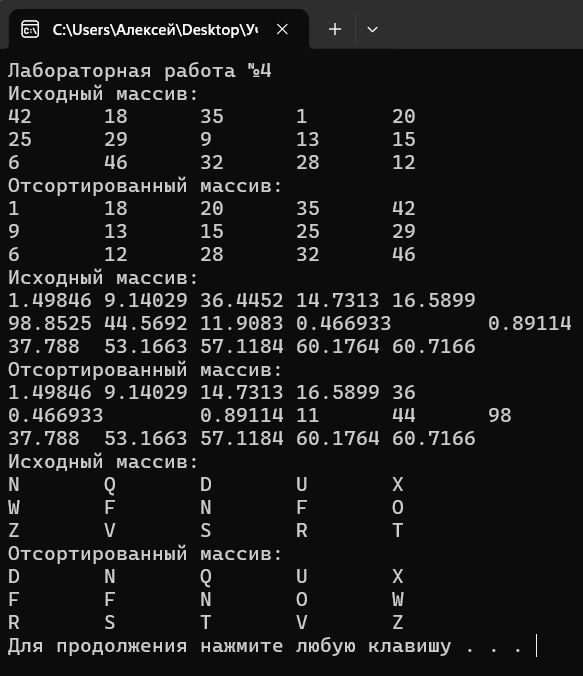 C:\Users\Алексей\Desktop\Уч
Лабораторная работа №4
Исходный массив:
42 18 35 1 20
25 29 9 13 15
6 46 32 28 12
Отсортированный массив:
1 18 20 35 42
9 13 15 25 29
6 12 28 32 46
Исходный массив:
1.49846 9.14029 36.4452 14.7313 16.5899
98.8525 44.5692 11.9083 0.466933 0.89114
37.788 53.1663 57.1184 60.1764 60.7166
Отсортированный массив:
1.49846 9.14029 14.7313 16.5899 36
0.466933 0.89114 11 44 98
37.788 53.1663 57.1184 60.1764 60.7166
Исходный массив:
N Q D U X
W F N F O
Z V S R T
Отсортированный массив:
D N Q U X
F F N O W
R S T V Z
Для продолжения нажмите любую клавишу . . .